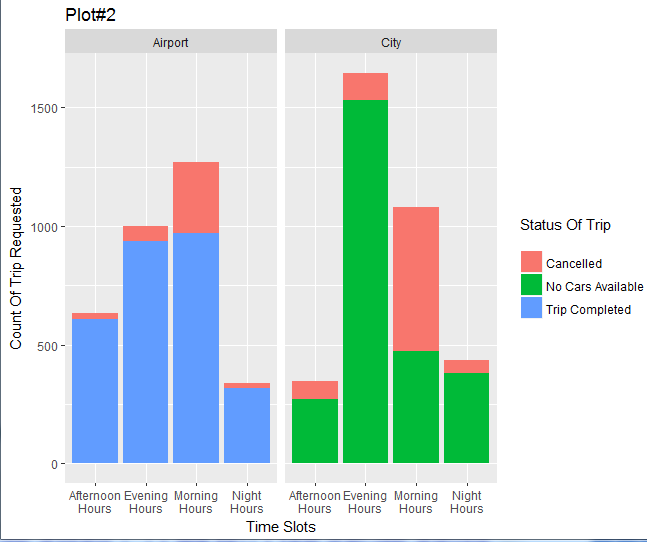 Plot#2
Airport
City
Count Of Trip Requested
1500
1000
500
0
Afternoon Hours
Evening Hours
Morning Hours
Night Hours
Afternoon Hours
Evening Hours
Morning Hours
Night Hours
Time Slots
Status Of Trip
Cancelled
No Cars Available
Trip Completed